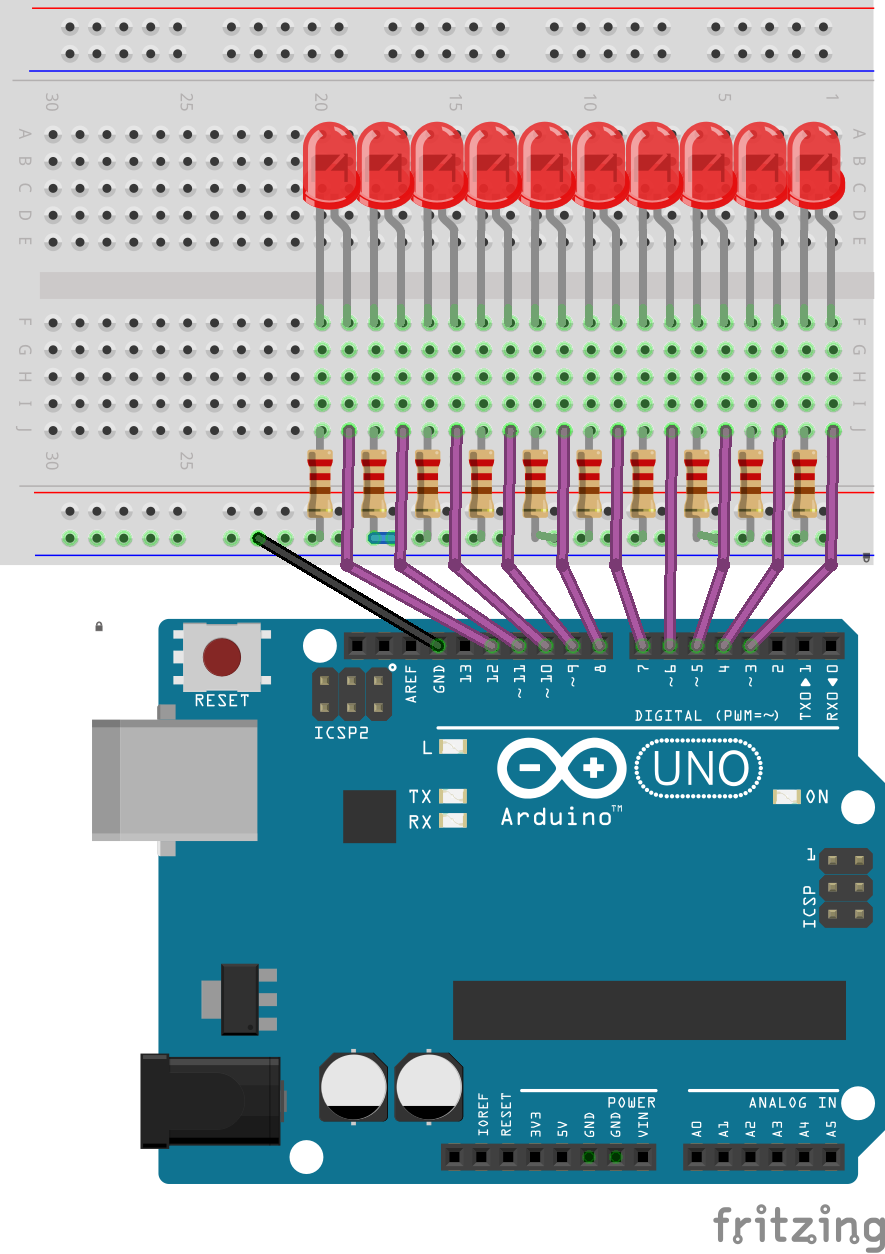 30 25 20 15 10 5 1
A A
B B
C C
D D
E E
F F
G G
H H
I I
J J
30 25
RESET
ICSP2
AREF
GND
13
12
~11
~10
~9
8
7
~6
~5
4
~3
2
TX0▶1
RX0◀0
DIGITAL (PWM=~)
L
TX
RX
Arduino™
UNO
ON
1
ICSP
IOREF
RESET
3V3
5V
GND
GND
VIN
POWER
ANALOG IN
A0
A1
A2
A3
A4
A5
fritzing